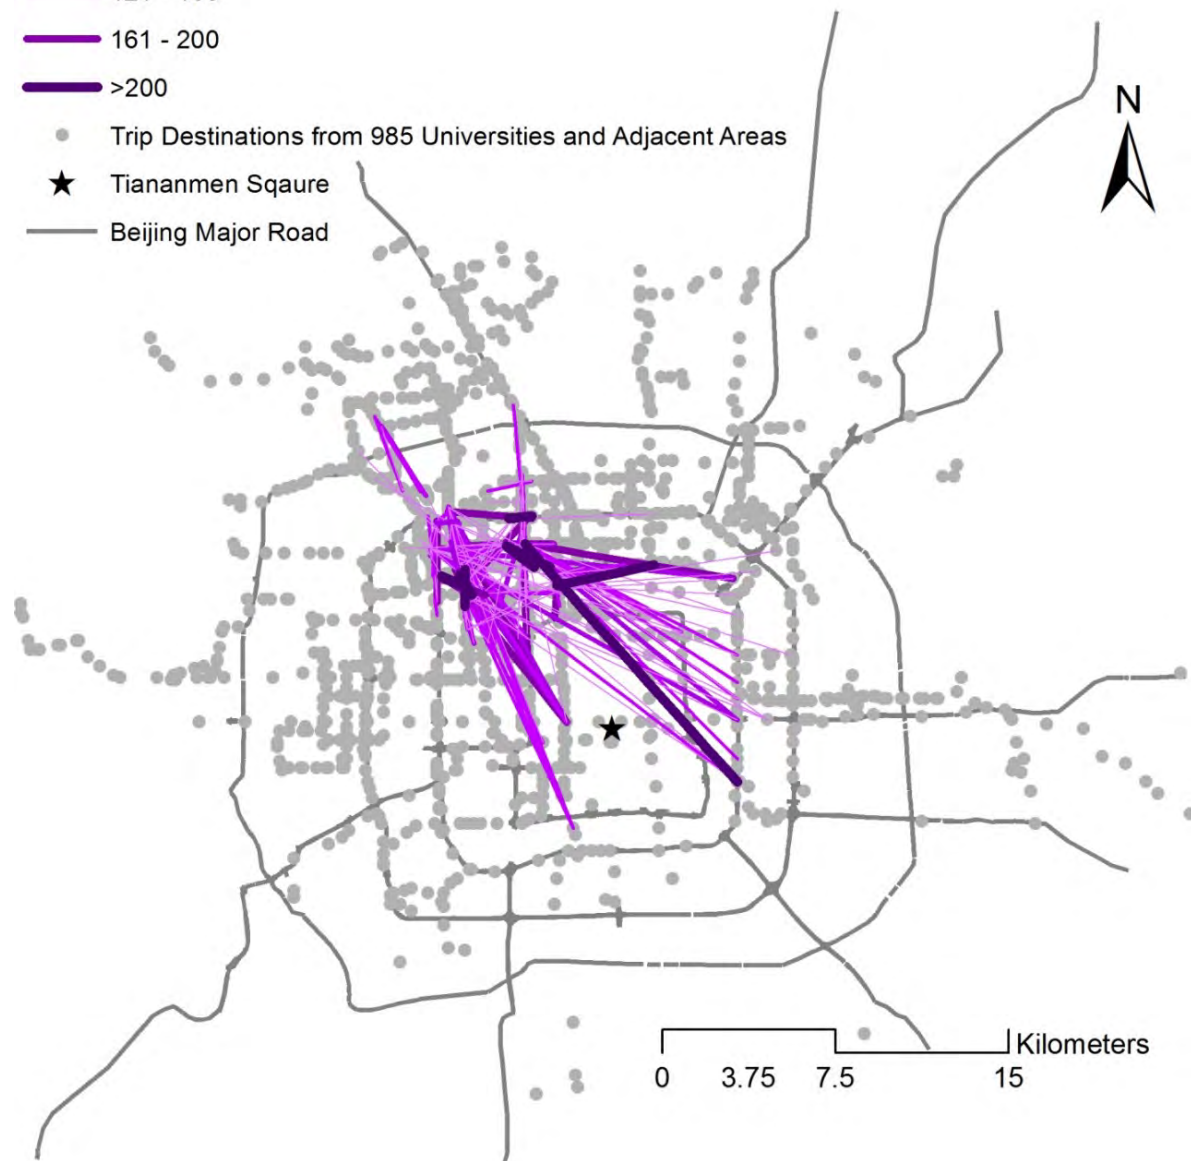 161 - 200
>200
Trip Destinations from 985 Universities and Adjacent Areas
Tiananmen Sqaure
Beijing Major Road
N
Kilometers
0 3.75 7.5 15